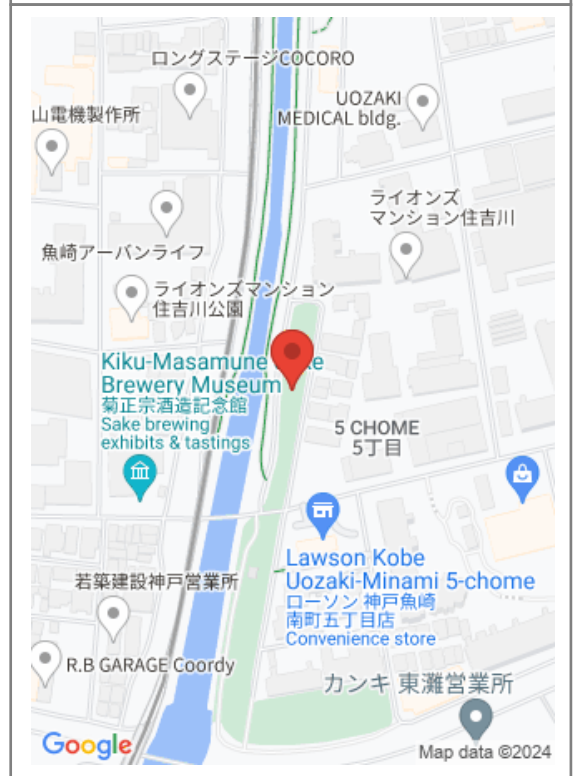 ロングステージCOCORO
山電機製作所
UOZAKI
MEDICAL bldg.
ライオンズ
マンション住吉川
魚崎アーバンライフ
ライオンズマンション
住吉川公園
Kiku-Masamune
Brewery Museum
菊正宗酒造記念館
Sake brewing
exhibits & tastings
5 CHOME
5丁目
Lawson Kobe
Uozaki-Minami 5-chome
ローソン 神戸魚崎
南町五丁目店
Convenience store
若築建設神戸営業所
R.B GARAGE Coordy
カンキ 東灘営業所
Google
Map data ©2024